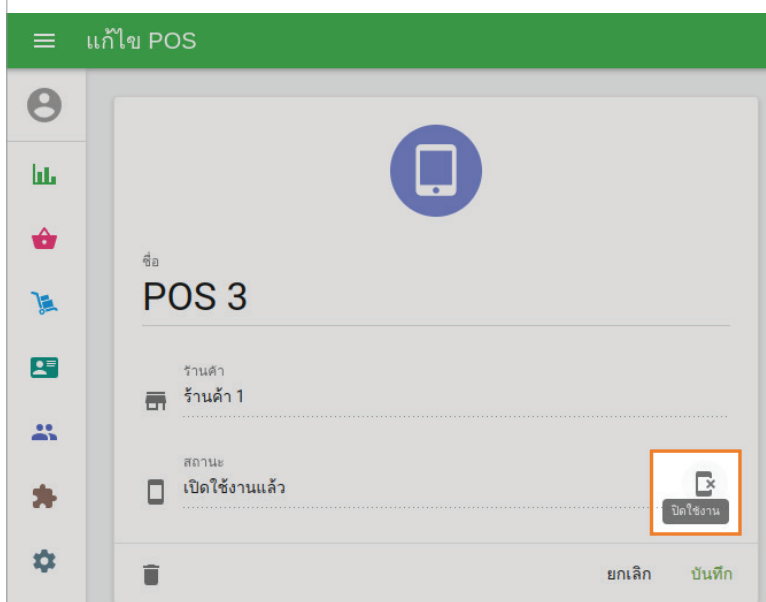 แก้ไข POS
ชื่อ
POS 3
ร้านค้า
ร้านค้า 1
สถานะ
เปิดใช้งานแล้ว
ปิดใช้งาน
ยกเลิก บันทึก